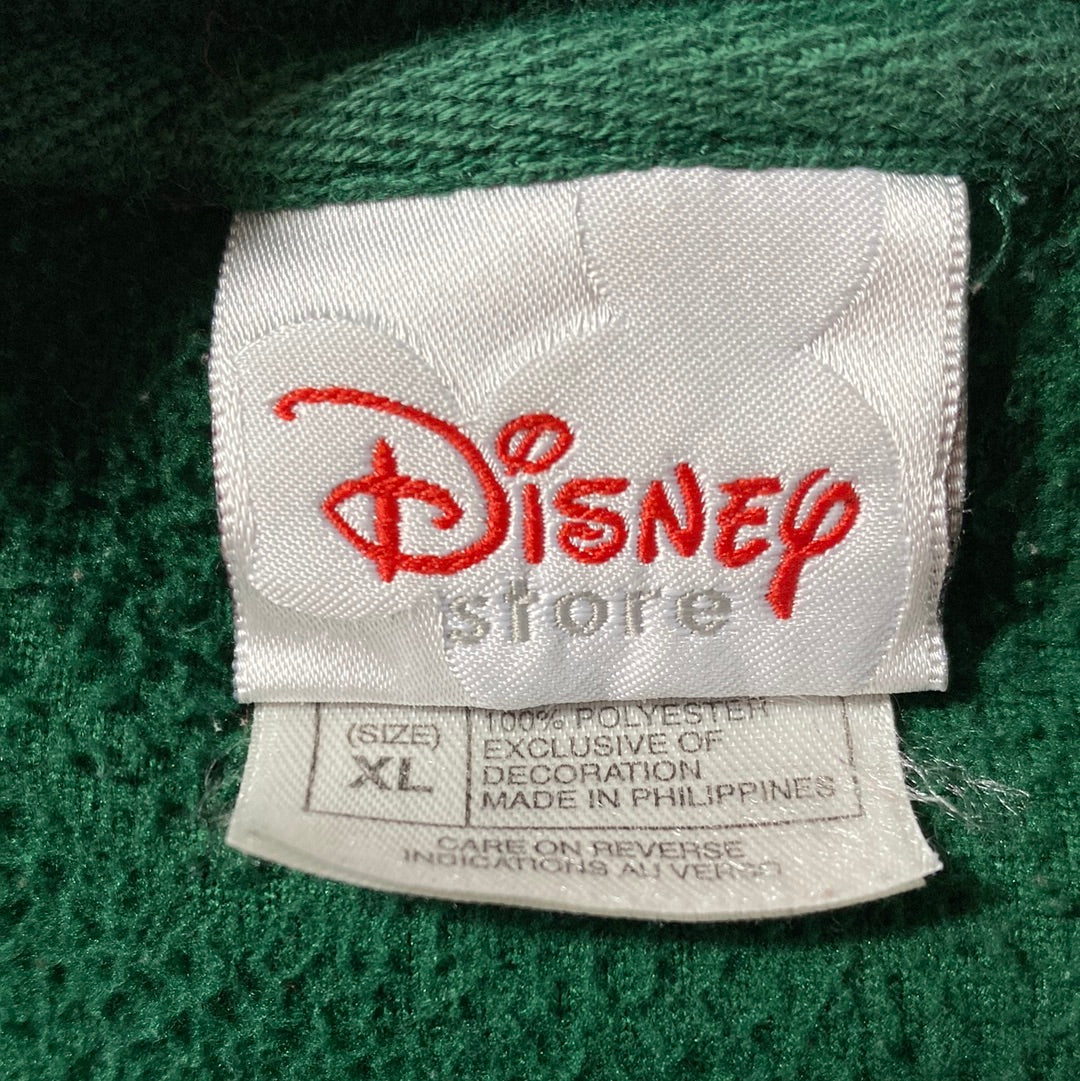 Disney
store
(SIZE)
XL
100% POLYESTER
EXCLUSIVE OF
DECORATION
MADE IN PHILIPPINES
CARE ON REVERSE
INDICATIONS AU VERSO